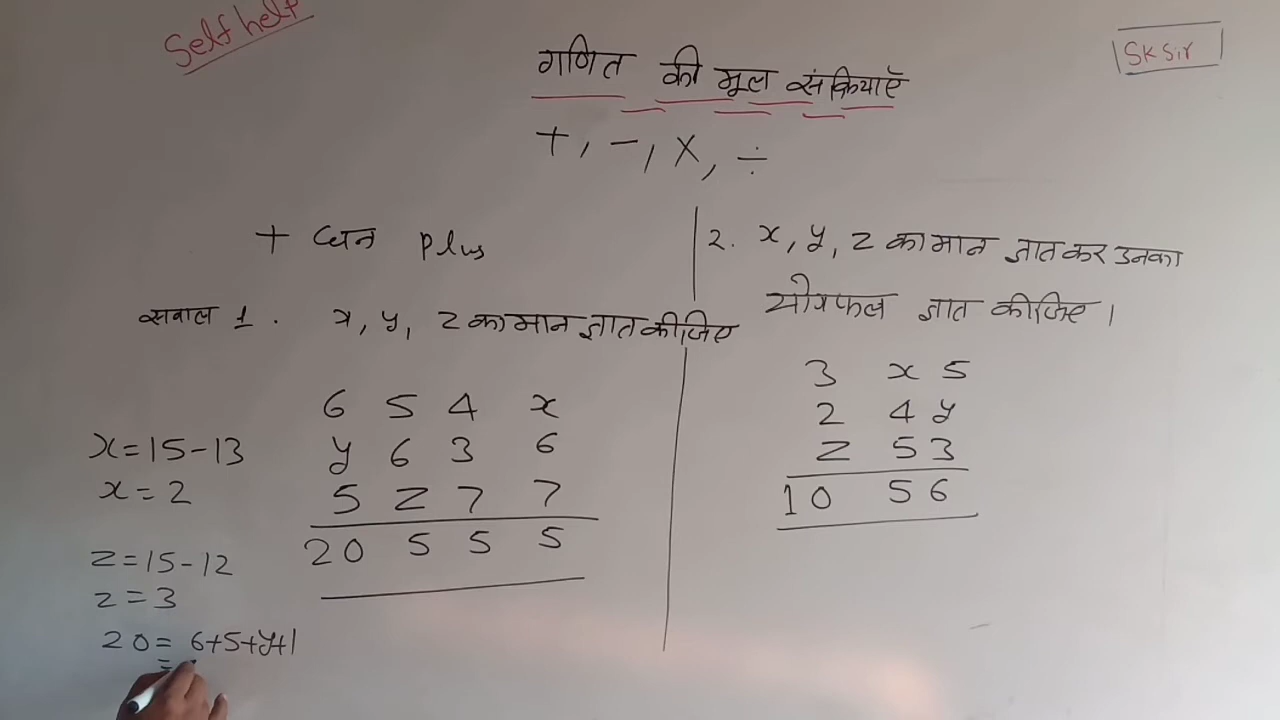 Self help
SK Sir
गणित की मूल संक्रियाऍ
+, -, X, ÷
+ धन Plus
सवाल 1. x, y, z का मान ज्ञात कीजिए
6 5 4 x
y 6 3 6
5 z 7 7
20 5 5 5
x = 15-13
x = 2
z = 15-12
z = 3
20 = 6+5+y+1
=
2. x, y, z का मान ज्ञात कर उनका
योगफल ज्ञात कीजिए।
3 x 5
2 4 y
z 5 3
10 5 6